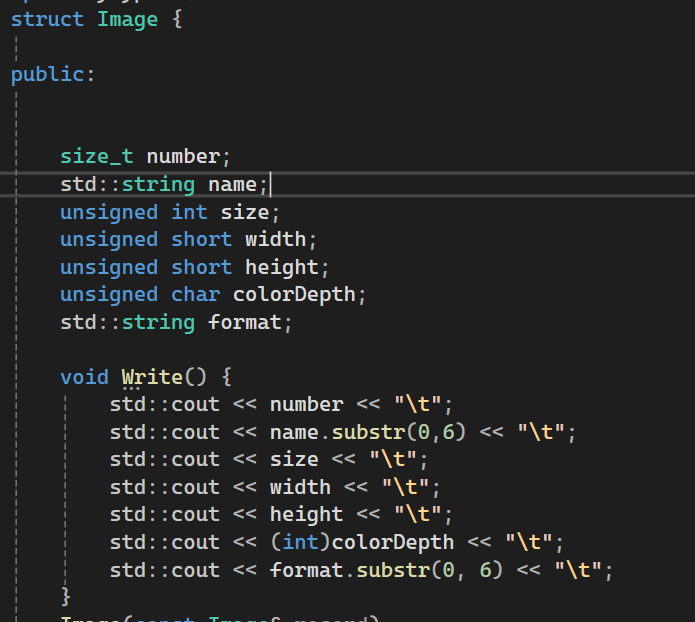 struct Image {
public:
size_t number;
std::string name;
unsigned int size;
unsigned short width;
unsigned short height;
unsigned char colorDepth;
std::string format;
void Write() {
std::cout << number << "\t";
std::cout << name.substr(0,6) << "\t";
std::cout << size << "\t";
std::cout << width << "\t";
std::cout << height << "\t";
std::cout << (int)colorDepth << "\t";
std::cout << format.substr(0, 6) << "\t";
}
Image(const Image& record)